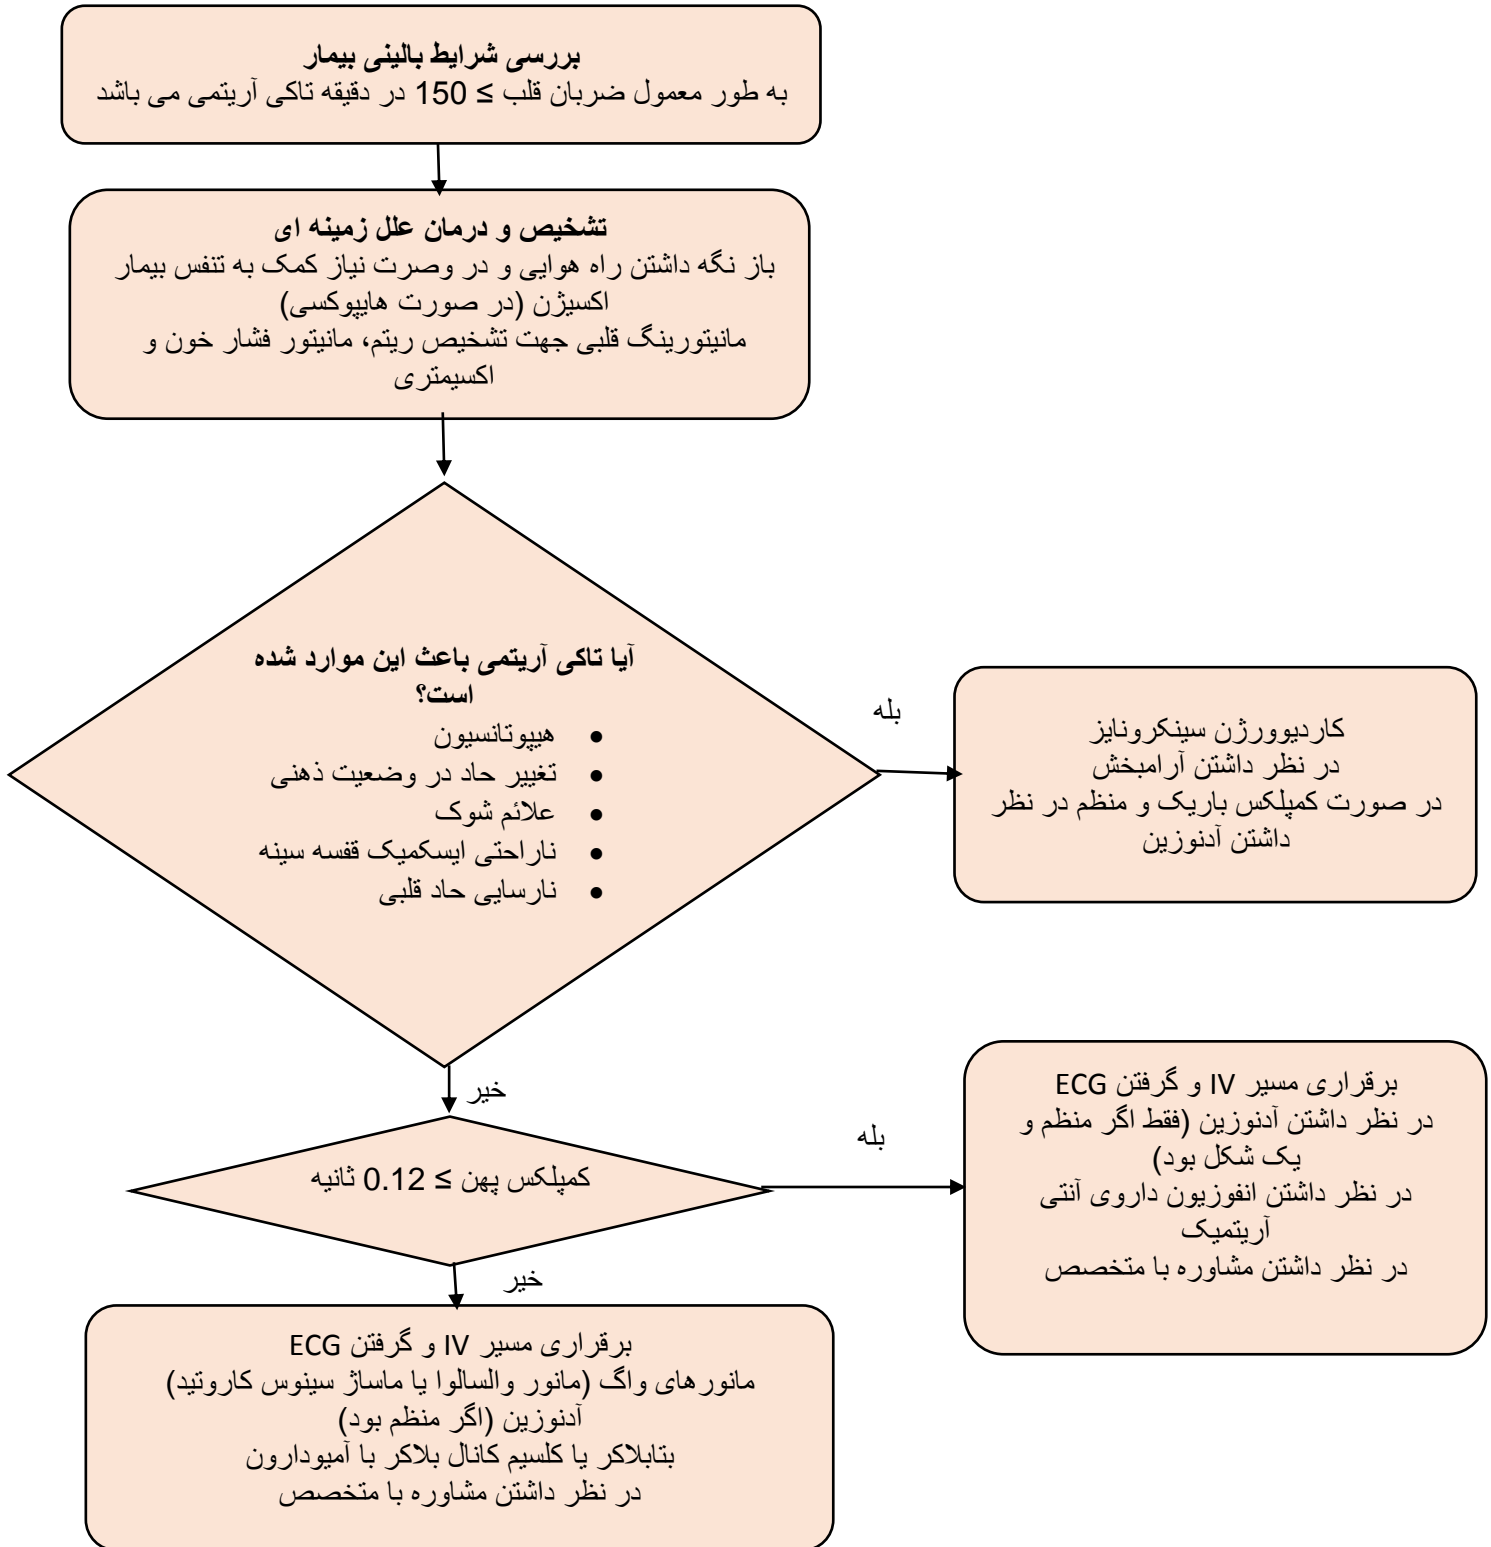 بررسی شرایط بالینی بیمار
به طور معمول ضربان قلب ≥ 150 در دقیقه تاکی آریتمی می باشد
تشخیص و درمان علل زمینه ای
باز نگه داشتن راه هوایی و در وصرت نیاز کمک به تنفس بیمار
اکسیژن (در صورت هایپوکسی)
مانیتورینگ قلبی جهت تشخیص ریتم، مانیتور فشار خون و
اکسیمتری
آیا تاکی آریتمی باعث این موارد شده
است؟
• هیپوتانسیون
• تغییر حاد در وضعیت ذهنی
• علائم شوک
• ناراحتی ایسکمیک قفسه سینه
• نارسایی حاد قلبی
بله
کاردیوورژن سینکرونایز
در نظر داشتن آرامبخش
در صورت کمپلکس باریک و منظم در نظر
داشتن آدنوزین
خیر
کمپلکس پهن ≥ 0.12 ثانیه
بله
برقراری مسیر IV و گرفتن ECG
در نظر داشتن آدنوزین (فقط اگر منظم و
یک شکل بود)
در نظر داشتن انفوزیون داروی آنتی
آریتمیک
در نظر داشتن مشاوره با متخصص
خیر
برقراری مسیر IV و گرفتن ECG
مانورهای واگ (مانور والسالوا یا ماساژ سینوس کاروتید)
آدنوزین (اگر منظم بود)
بتابلاکر یا کلسیم کانال بلاکر با آمیودارون
در نظر داشتن مشاوره با متخصص